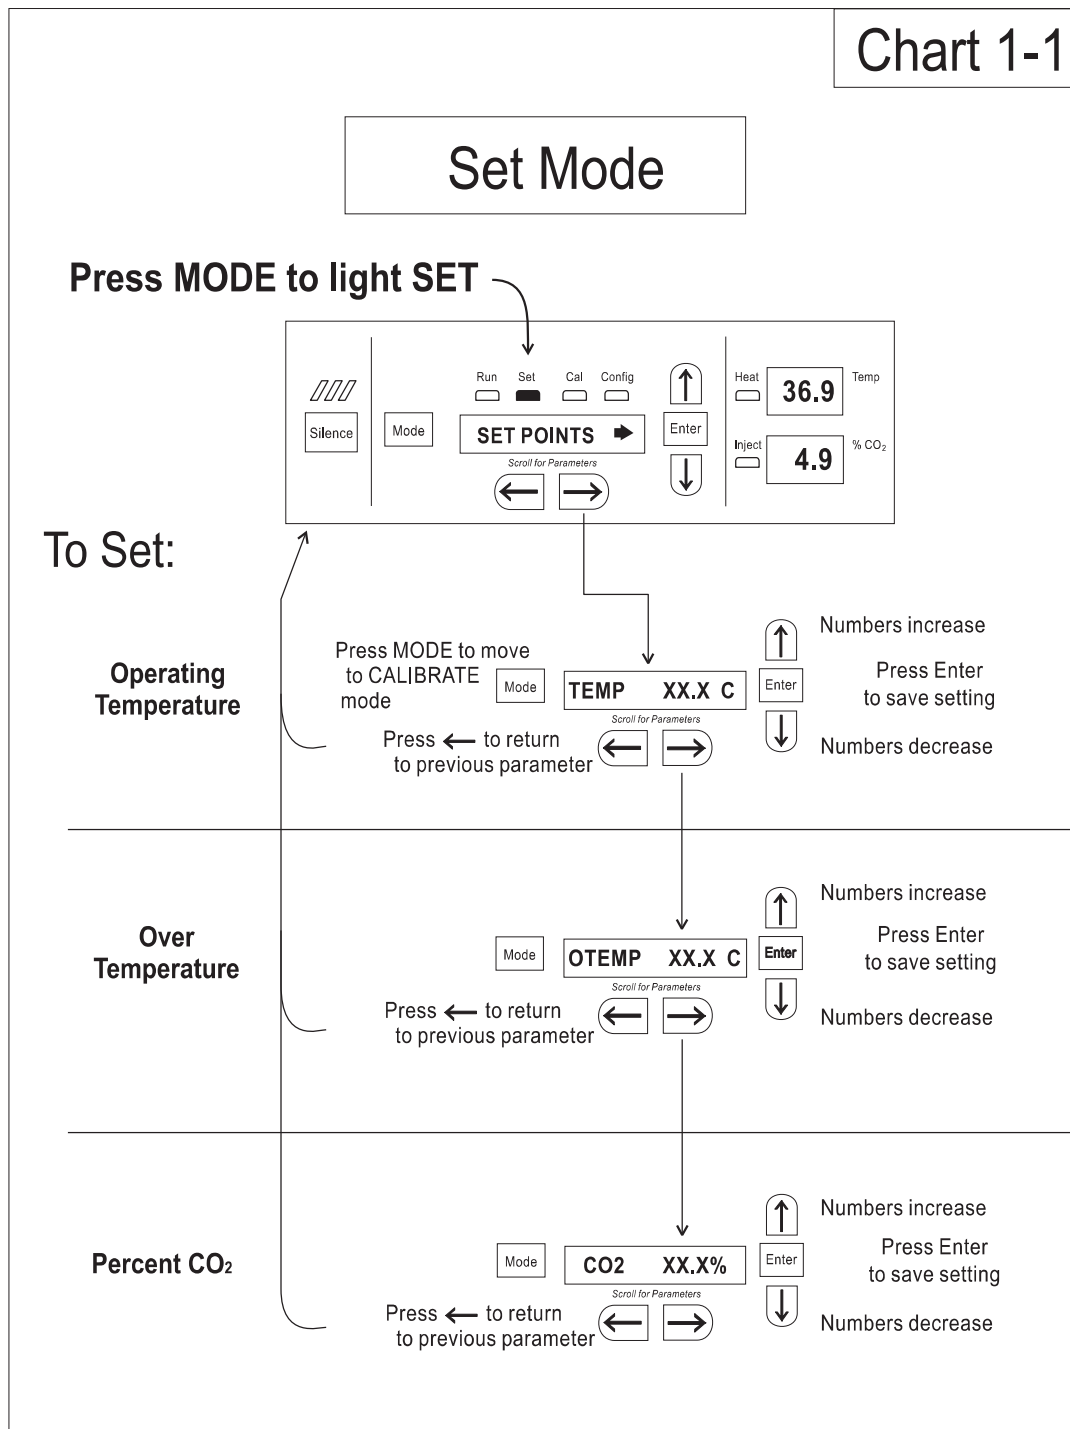 Chart 1-1
Set Mode
Press MODE to light SET
Run Set Cal Config
Heat 36.9 Temp
Silence
Mode
SET POINTS
Enter
Inject 4.9 % CO2
Scroll for Parameters
To Set:
Operating
Temperature
Press MODE to move
to CALIBRATE
mode
Mode
TEMP XX.X C
Enter
Numbers increase
Press Enter
to save setting
Numbers decrease
Scroll for Parameters
Press ← to return
to previous parameter
Over
Temperature
Mode
OTEMP XX.X C
Enter
Numbers increase
Press Enter
to save setting
Numbers decrease
Scroll for Parameters
Press ← to return
to previous parameter
Percent CO2
Mode
CO2 XX.X%
Enter
Numbers increase
Press Enter
to save setting
Numbers decrease
Scroll for Parameters
Press ← to return
to previous parameter